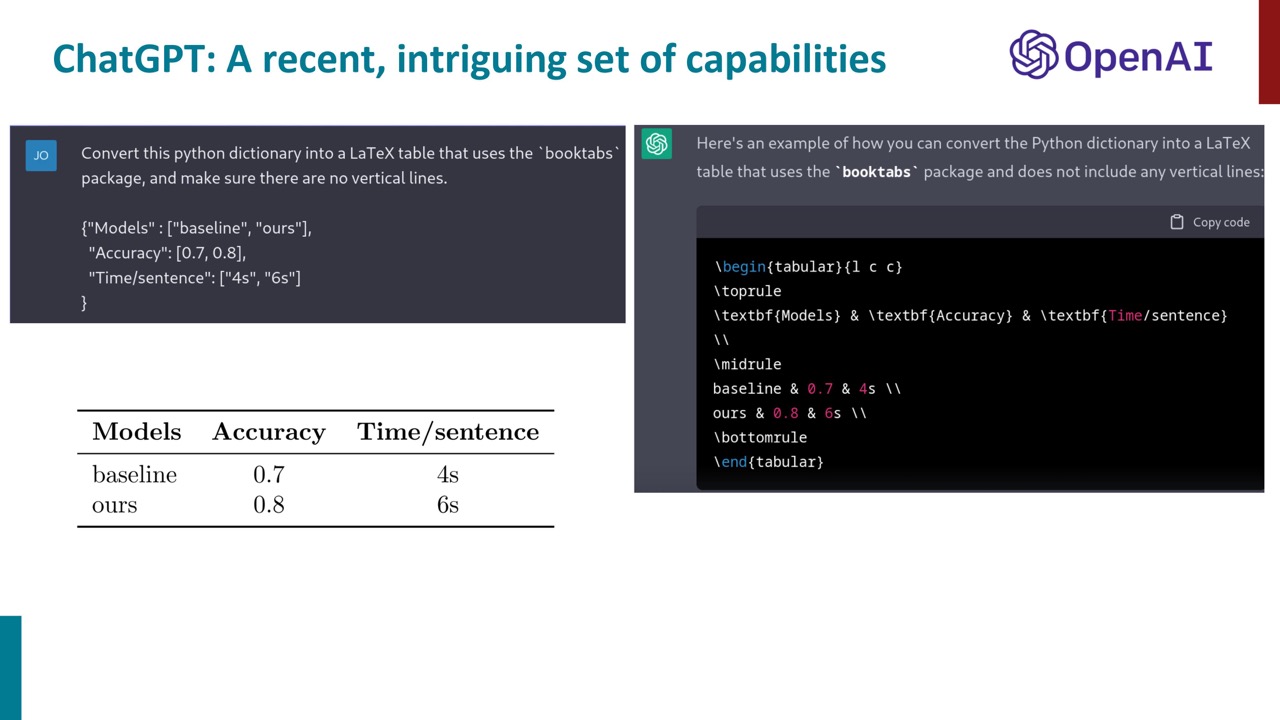 ChatGPT: A recent, intriguing set of capabilities
OpenAI
JO
Convert this python dictionary into a LaTeX table that uses the `booktabs`
package, and make sure there are no vertical lines.
{"Models" : ["baseline", "ours"],
"Accuracy": [0.7, 0.8],
"Time/sentence": ["4s", "6s"]
}
Here's an example of how you can convert the Python dictionary into a LaTeX
table that uses the `booktabs` package and does not include any vertical lines:
Copy code
\begin{tabular}{l c c}
\toprule
\textbf{Models} & \textbf{Accuracy} & \textbf{Time/sentence}
\\
\midrule
baseline & 0.7 & 4s \\
ours & 0.8 & 6s \\
\bottomrule
\end{tabular}
Models Accuracy Time/sentence
baseline 0.7 4s
ours 0.8 6s